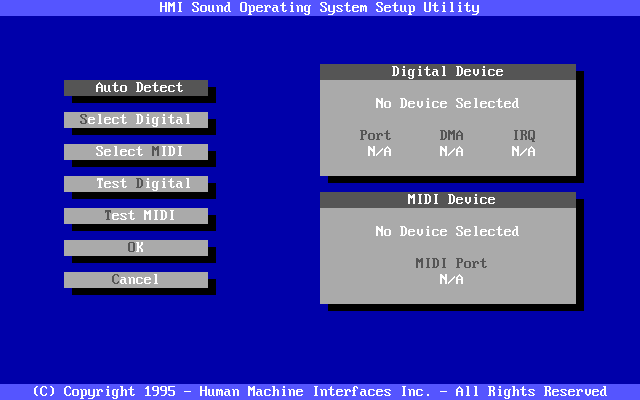 HMI Sound Operating System Setup Utility
Auto Detect
Select Digital
Select MIDI
Test Digital
Test MIDI
OK
Cancel
Digital Device
No Device Selected
Port DMA IRQ
N/A N/A N/A
MIDI Device
No Device Selected
MIDI Port
N/A
(C) Copyright 1995 - Human Machine Interfaces Inc. - All Rights Reserved